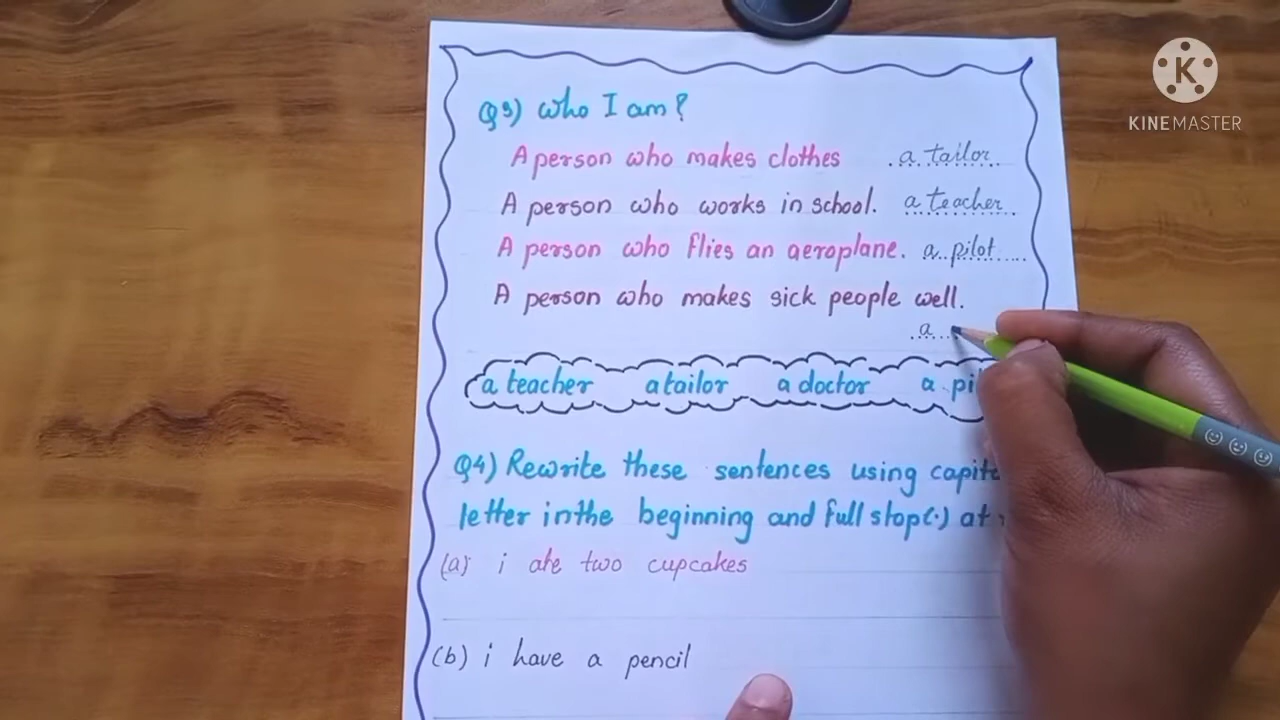 Q3) Who I am?
A person who makes clothes a tailor
A person who works in school. a teacher
A person who flies an aeroplane. a pilot
A person who makes sick people well.
a
a teacher a tailor a doctor a
Q4) Rewrite these sentences using
letter in the beginning and full stop(.) at
(a) i ate two cupcakes
(b) i have a pencil
KINEMASTER